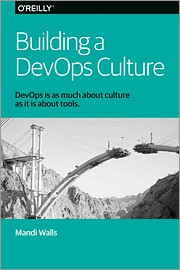 O'REILLY®
Building a
DevOps Culture
DevOps is as much about culture
as it is about tools.
Mandi Walls